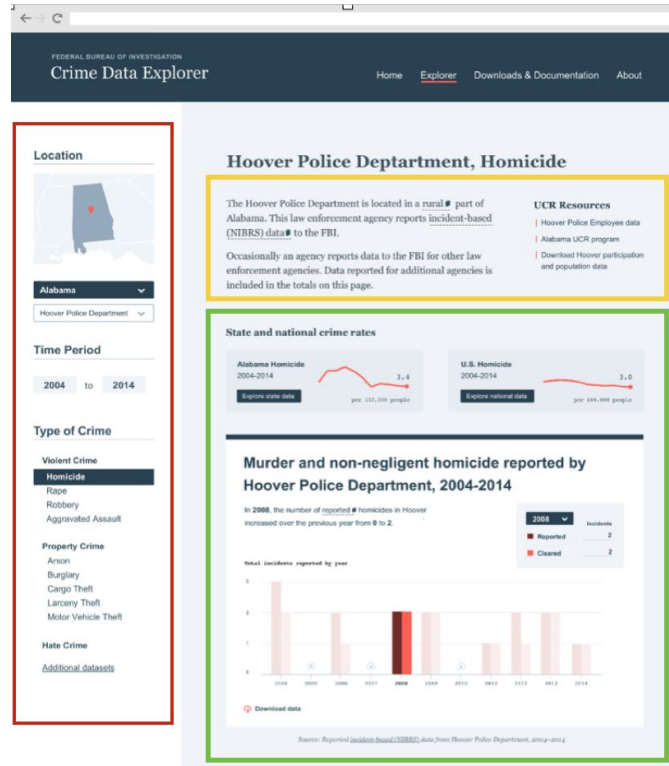 FEDERAL BUREAU OF INVESTIGATION
Crime Data Explorer
Home Explorer Downloads & Documentation About
Location
Alabama
Hoover Police Department
Time Period
2004 to 2014
Type of Crime
Violent Crime
Homicide
Rape
Robbery
Aggravated Assault
Property Crime
Arson
Burglary
Cargo Theft
Larceny Theft
Motor Vehicle Theft
Hate Crime
Additional datasets
Hoover Police Deptartment, Homicide
The Hoover Police Department is located in a rural part of
Alabama. This law enforcement agency reports incident-based
(NIBRS) data to the FBI.
Occasionally an agency reports data to the FBI for other law
enforcement agencies. Data reported for additional agencies is
included in the totals on this page.
UCR Resources
Hoover Police Employee data
Alabama UCR program
Download Hoover participation
and population data
State and national crime rates
Alabama Homicide
2004-2014
3.4
Explore state data
per 100,000 people
U.S. Homicide
2004-2014
3.0
Explore national data
per 100,000 people
Murder and non-negligent homicide reported by
Hoover Police Department, 2004-2014
In 2008, the number of reported homicides in Hoover
increased over the previous year from 0 to 2.
2008 Incidents
Reported 2
Cleared 2
Total incidents reported by year
3
2
1
0
0 0 0
2004 2005 2006 2007 2008 2009 2010 2011 2012 2013 2014
Download data
Source: Reported incident-based (NIBRS) data from Hoover Police Department, 2004–2014